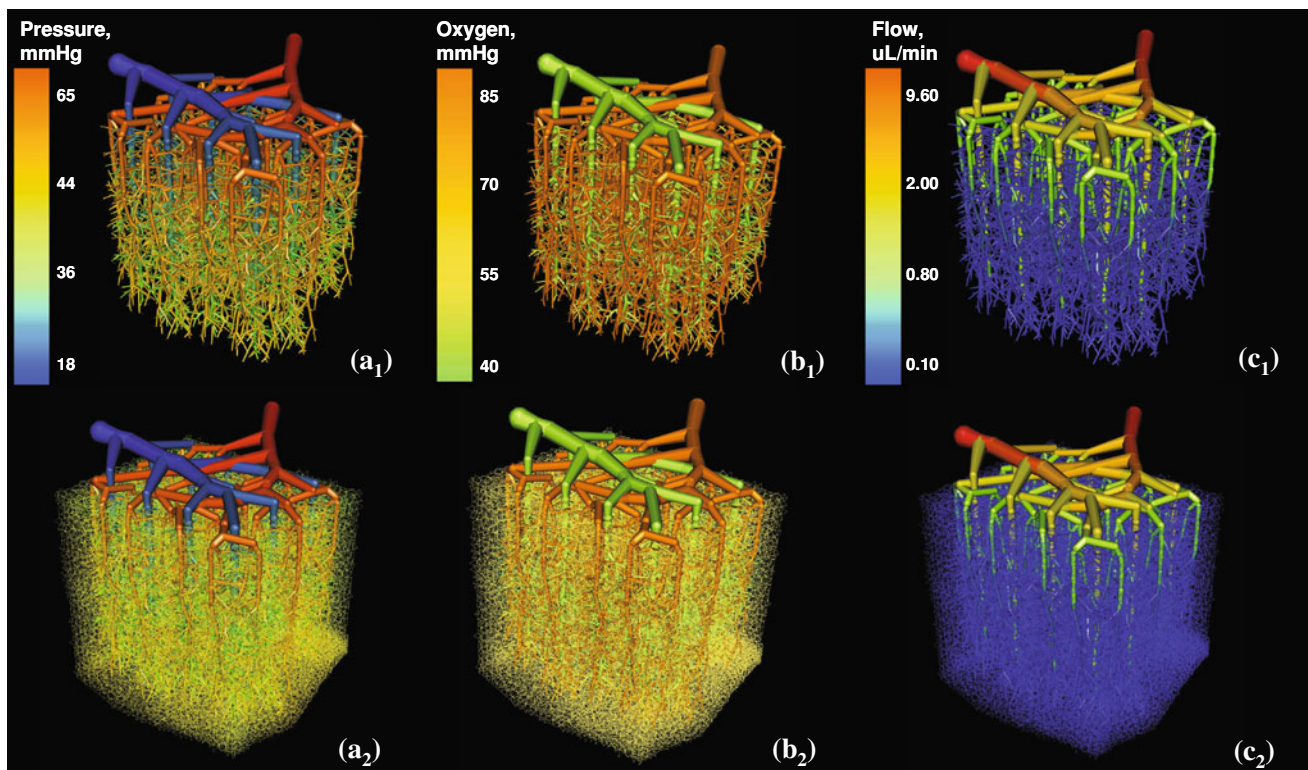 Pressure,
mmHg
65
44
36
18
(a1)
Oxygen,
mmHg
85
70
55
40
(b1)
Flow,
uL/min
9.60
2.00
0.80
0.10
(c1)
(a2)
(b2)
(c2)